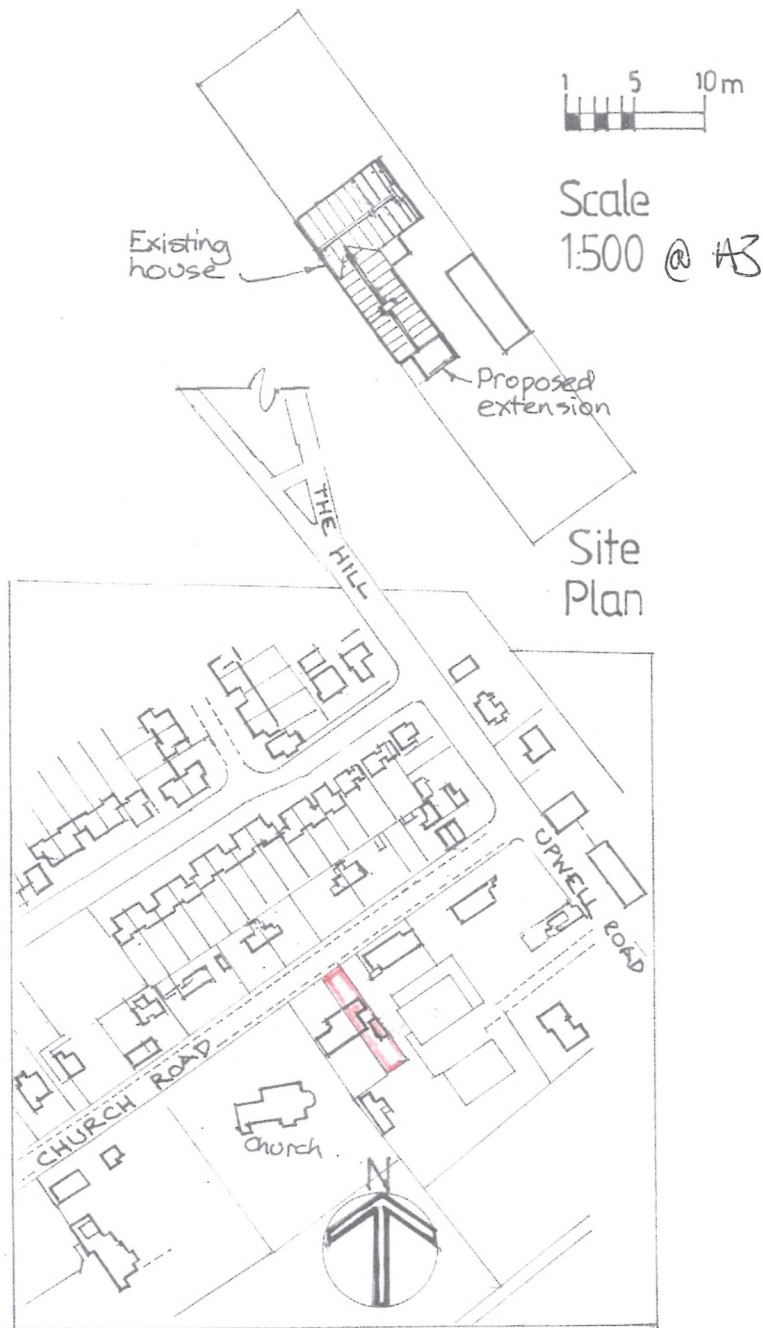 1 5 10m
Scale
1:500 @ A3
Existing
house
Proposed
extension
Site
Plan
THE HILL
UPWELL ROAD
CHURCH ROAD
Church
N